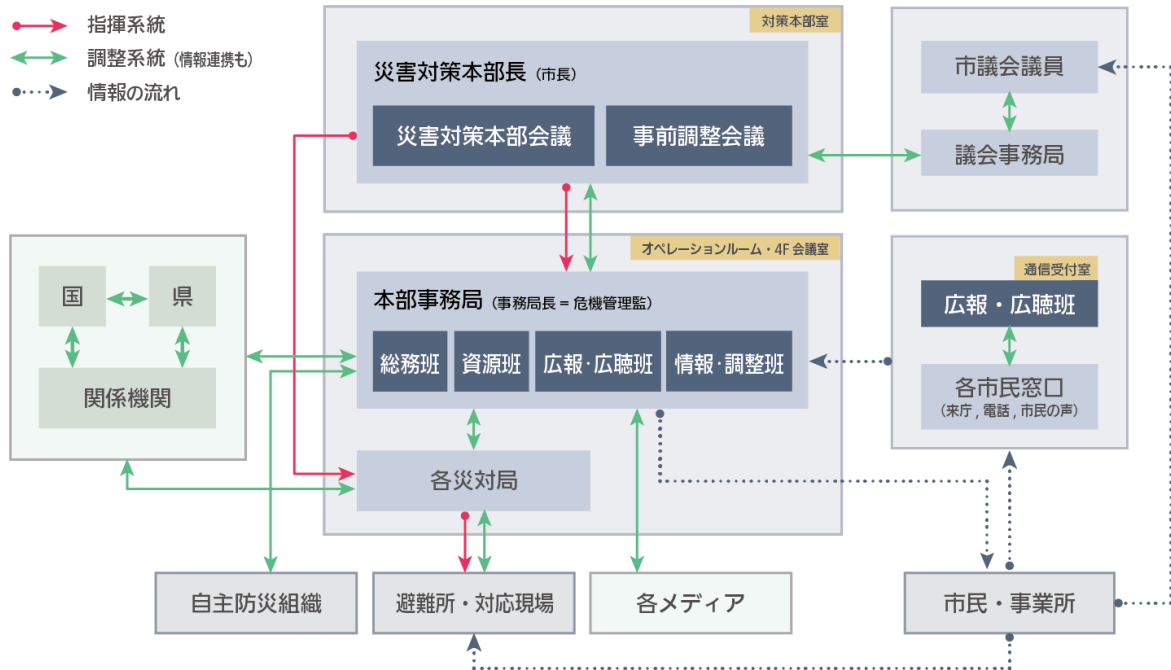 指揮系統
調整系統（情報連携も）
情報の流れ
対策本部室
災害対策本部長（市長）
災害対策本部会議
事前調整会議
市議会議員
議会事務局
オペレーションルーム・4F 会議室
本部事務局（事務局長 = 危機管理監）
総務班
資源班
広報・広聴班
情報・調整班
各災対局
国
県
関係機関
通信受付室
広報・広聴班
各市民窓口
（来庁 , 電話 , 市民の声）
自主防災組織
避難所・対応現場
各メディア
市民・事業所